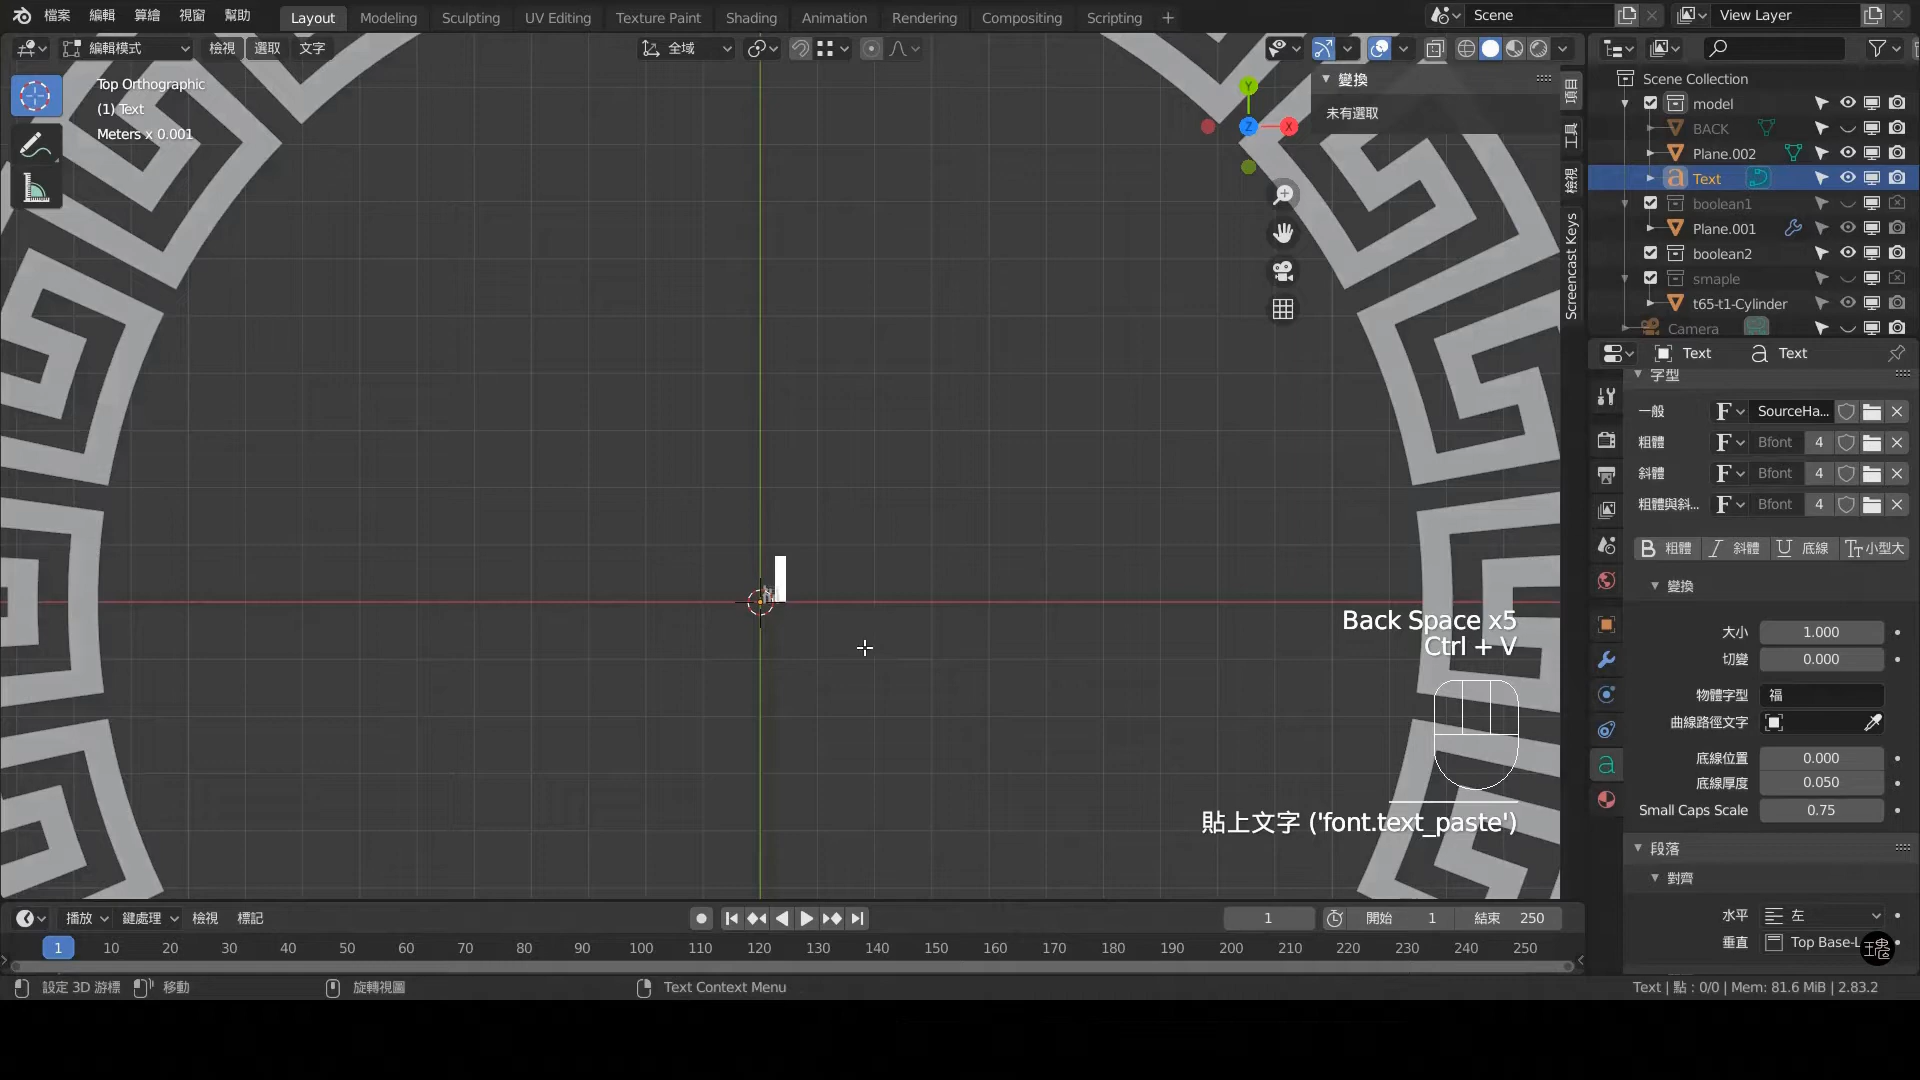 檔案 編輯 算繪 視窗 幫助 Layout Modeling Sculpting UV Editing Texture Paint Shading Animation Rendering Compositing Scripting + Scene View Layer
編輯模式 檢視 選取 文字 全域
Top Orthographic
(1) Text
Meters x 0.001
Y
X
Z
變換
未有選取
項目
工具
檢視
Screencast Keys
Scene Collection
model
BACK
Plane.002
Text
boolean1
Plane.001
boolean2
smaple
t65-t1-Cylinder
Camera
Text Text
字型
一般 SourceHa...
粗體 Bfont 4
斜體 Bfont 4
粗體與斜... Bfont 4
B 粗體 I 斜體 U 底線 Tт 小型大
變換
大小 1.000
切變 0.000
物體字型 福
曲線路徑文字
底線位置 0.000
底線厚度 0.050
Small Caps Scale 0.75
段落
對齊
水平 左
垂直 Top Base-L
Back Space x5
Ctrl + V
貼上文字 ('font.text_paste')
播放 鍵處理 檢視 標記 1 開始 1 結束 250
1 10 20 30 40 50 60 70 80 90 100 110 120 130 140 150 160 170 180 190 200 210 220 230 240 250
設定 3D 游標 移動 旋轉視圖 Text Context Menu Text | 點 : 0/0 | Mem: 81.6 MiB | 2.83.2